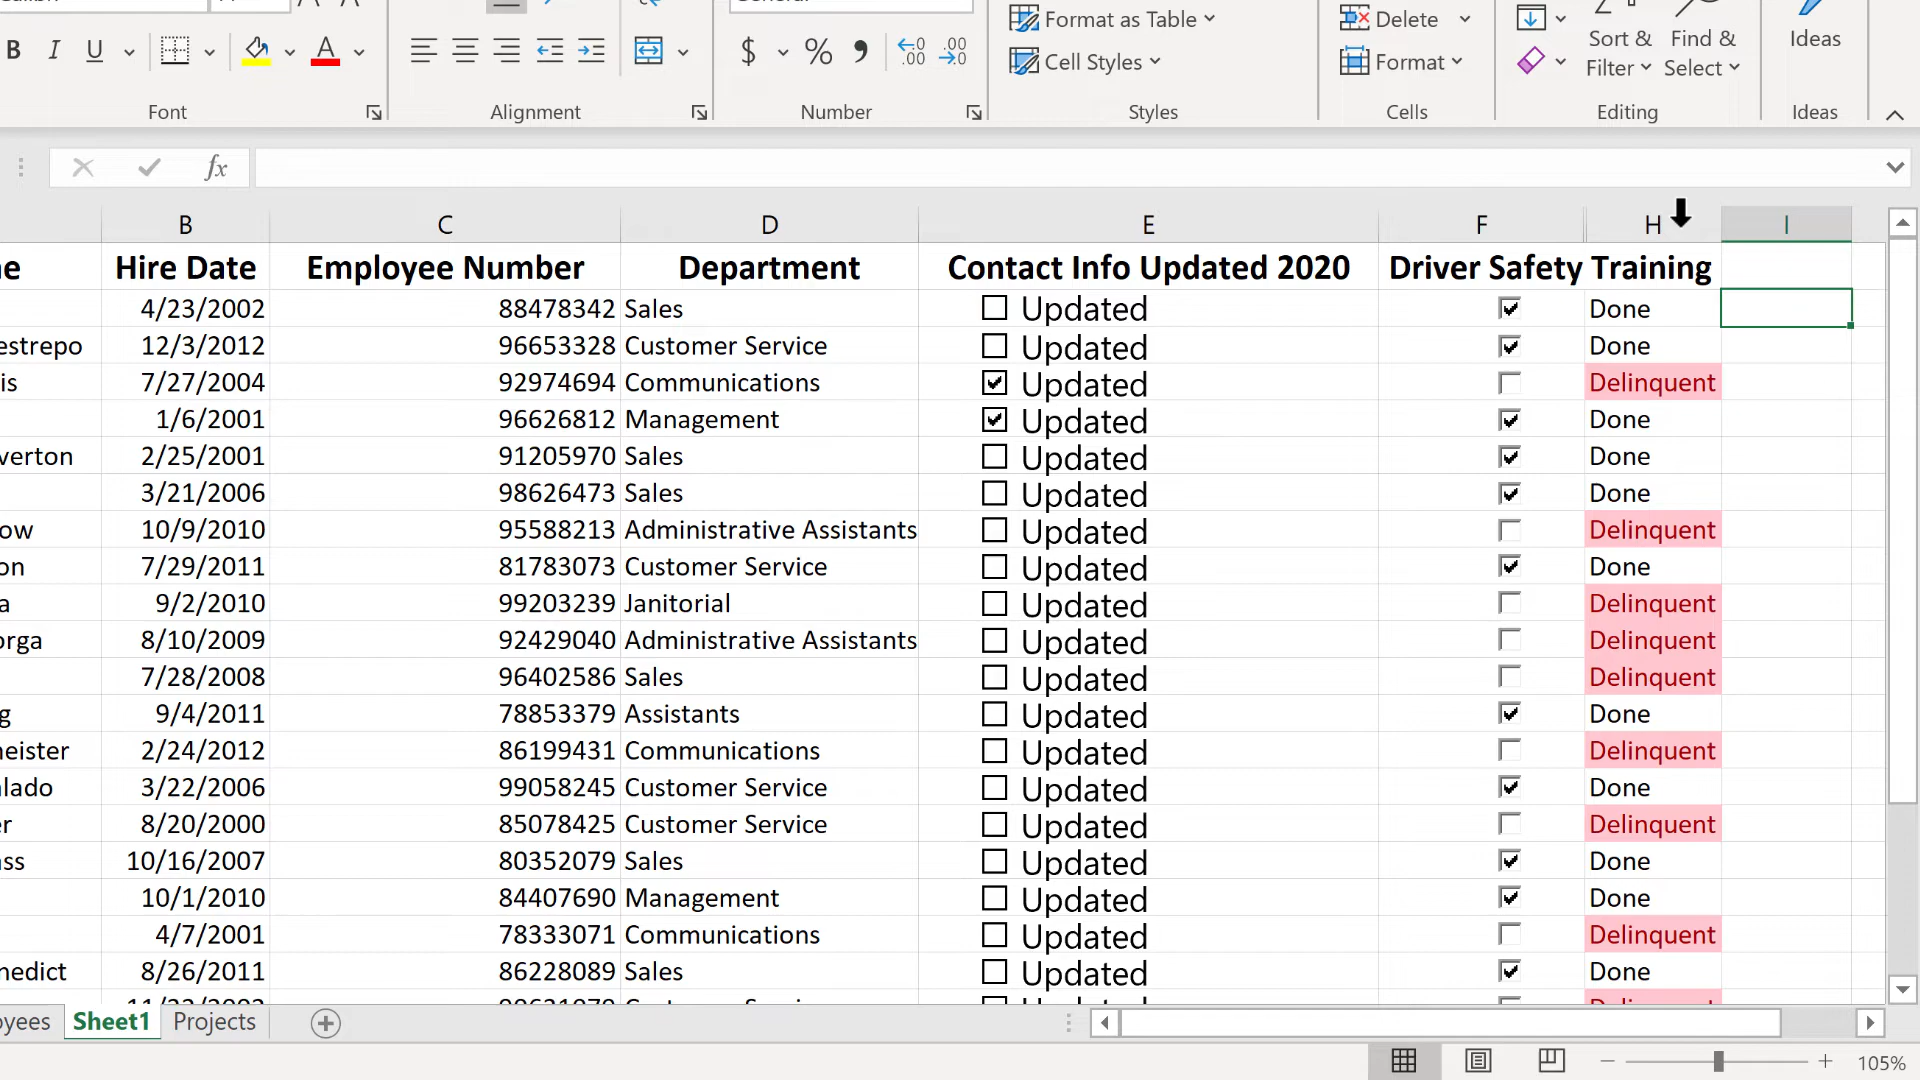 Format as Table
Delete
B I U
$ % 9 .00 .00
Sort & Find & Ideas
Cell Styles
Format
Filter Select
Font Alignment Number Styles Cells Editing Ideas
fx
B C D E F H I
e Hire Date Employee Number Department Contact Info Updated 2020 Driver Safety Training
4/23/2002 88478342 Sales Updated Done
estrepo 12/3/2012 96653328 Customer Service Updated Done
is 7/27/2004 92974694 Communications Updated Delinquent
1/6/2001 96626812 Management Updated Done
verton 2/25/2001 91205970 Sales Updated Done
3/21/2006 98626473 Sales Updated Done
ow 10/9/2010 95588213 Administrative Assistants Updated Delinquent
on 7/29/2011 81783073 Customer Service Updated Done
a 9/2/2010 99203239 Janitorial Updated Delinquent
orga 8/10/2009 92429040 Administrative Assistants Updated Delinquent
7/28/2008 96402586 Sales Updated Delinquent
g 9/4/2011 78853379 Assistants Updated Done
neister 2/24/2012 86199431 Communications Updated Delinquent
lado 3/22/2006 99058245 Customer Service Updated Done
r 8/20/2000 85078425 Customer Service Updated Delinquent
ass 10/16/2007 80352079 Sales Updated Done
10/1/2010 84407690 Management Updated Done
4/7/2001 78333071 Communications Updated Delinquent
nedict 8/26/2011 86228089 Sales Updated Done
oyees Sheet1 Projects
105%